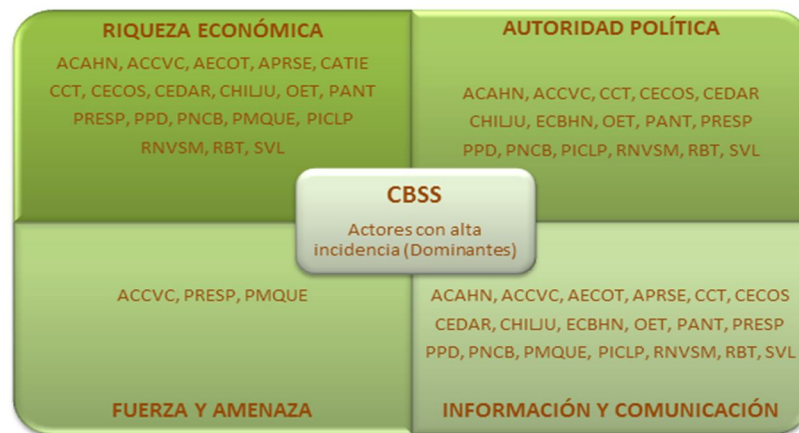 RIQUEZA ECONÓMICA
ACAHN, ACCVC, AECOT, APRSE, CATIE
CCT, CECOS, CEDAR, CHILJU, OET, PANT
PRESP, PPD, PNCB, PMQUE, PICLP
RNVSM, RBT, SVL
AUTORIDAD POLÍTICA
ACAHN, ACCVC, CCT, CECOS, CEDAR
CHILJU, ECBHN, OET, PANT, PRESP
PPD, PNCB, PICLP, RNVSM, RBT, SVL
CBSS
Actores con alta
incidencia (Dominantes)
ACCVC, PRESP, PMQUE
FUERZA Y AMENAZA
ACAHN, ACCVC, AECOT, APRSE, CCT, CECOS
CEDAR, CHILJU, ECBHN, OET, PANT, PRESP
PPD, PNCB, PMQUE, PICLP, RNVSM, RBT, SVL
INFORMACIÓN Y COMUNICACIÓN